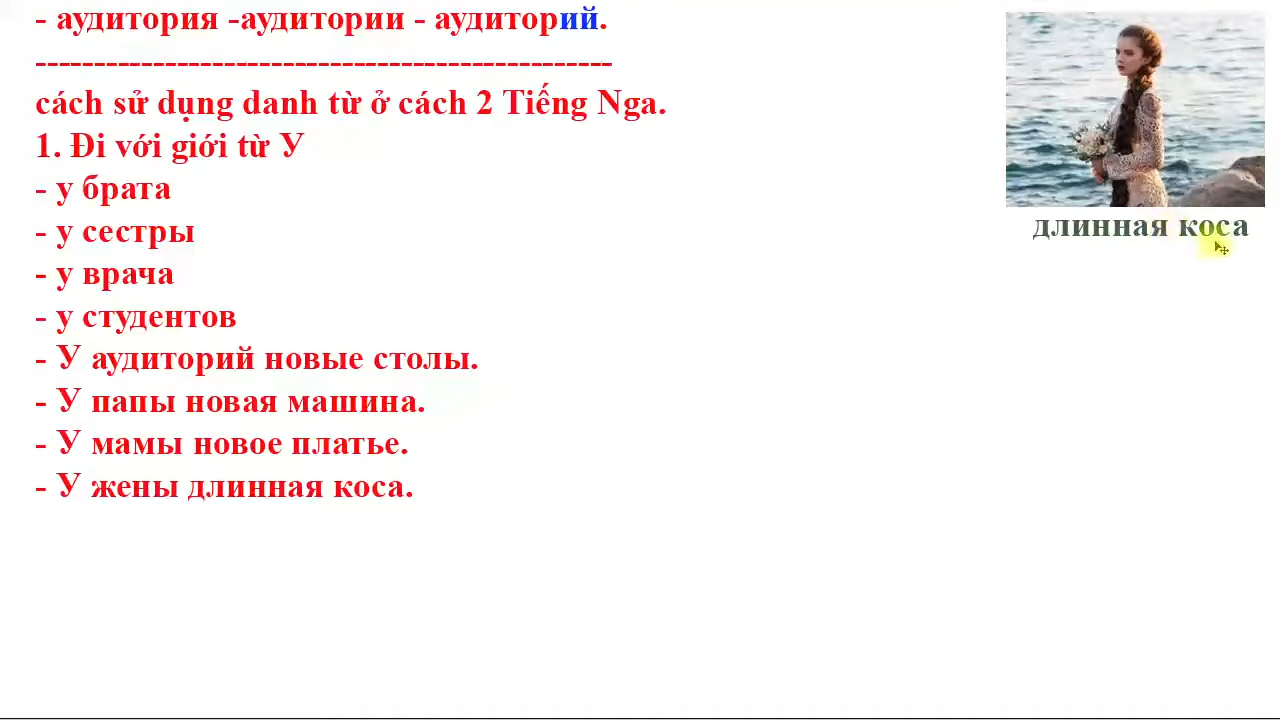 - аудитория -аудитории - аудиторий.
-------------------------------------------------
cách sử dụng danh từ ở cách 2 Tiếng Nga.
1. Đi với giới từ У
- у брата
- у сестры
- у врача
- у студентов
- У аудиторий новые столы.
- У папы новая машина.
- У мамы новое платье.
- У жены длинная коса.
длинная коса